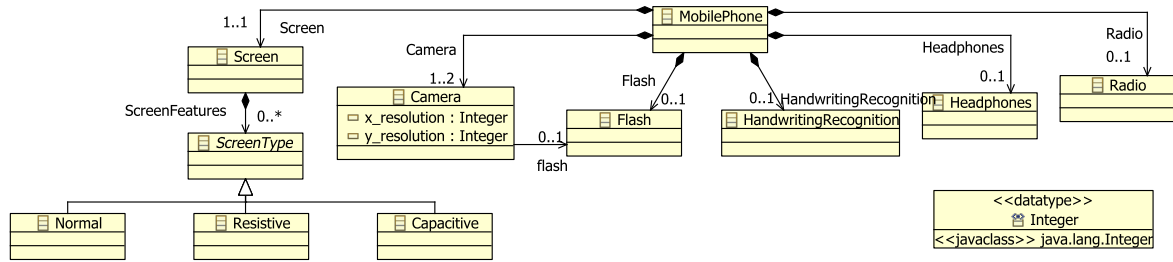 MobilePhone
1..1
Screen
Radio
Camera
Headphones
Screen
0..1
Flash
1..2
0..1
Radio
Camera
0..1
0..1
HandwritingRecognition
Headphones
ScreenFeatures
0..*
x_resolution : Integer
y_resolution : Integer
Flash
HandwritingRecognition
0..1
ScreenType
flash
Normal
Resistive
Capacitive
<<datatype>>
Integer
<<javaclass>> java.lang.Integer